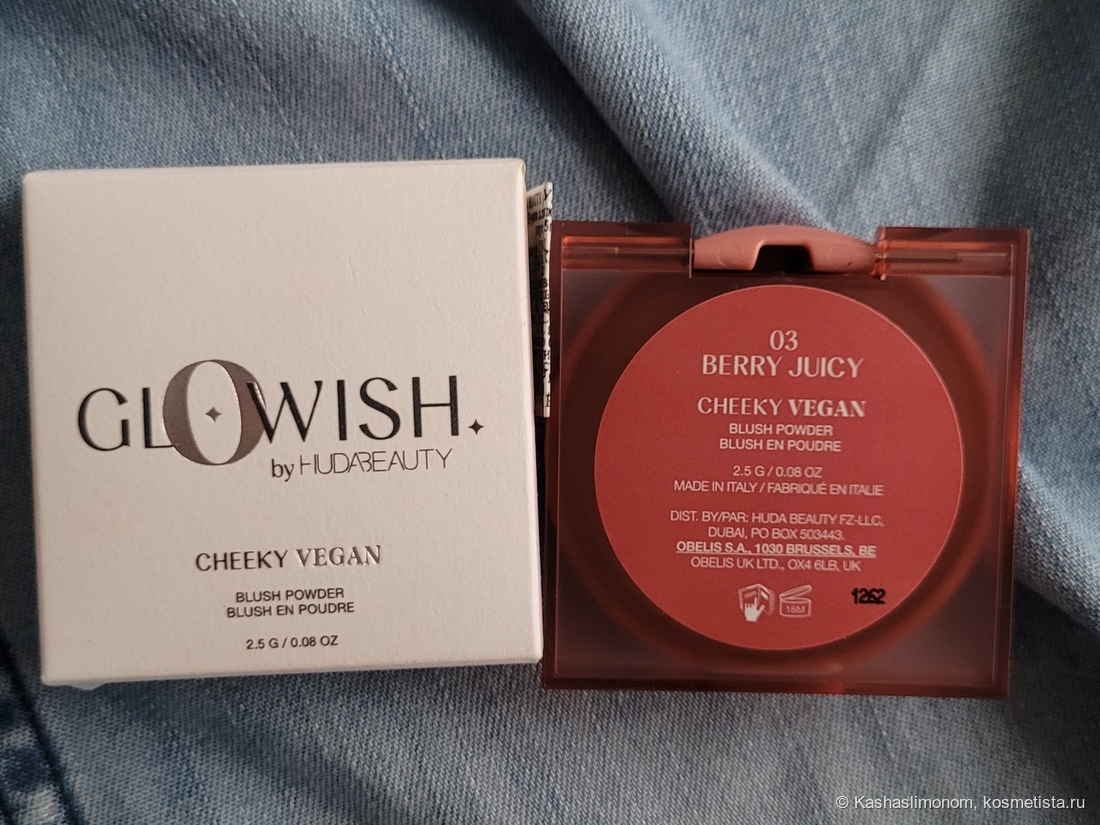 GLOWISH.
by HUDABEAUTY
CHEEKY VEGAN
BLUSH POWDER
BLUSH EN POUDRE
2.5 G / 0.08 OZ
03
BERRY JUICY
CHEEKY VEGAN
BLUSH POWDER
BLUSH EN POUDRE
2.5 G / 0.08 OZ
MADE IN ITALY / FABRIQUÉ EN ITALIE
DIST. BY/PAR: HUDA BEAUTY FZ-LLC,
DUBAI, PO BOX 503443.
OBELIS S.A., 1030 BRUSSELS, BE
OBELIS UK LTD., OX4 6LB, UK
18M
1262
© Kashaslimonom, kosmetista.ru